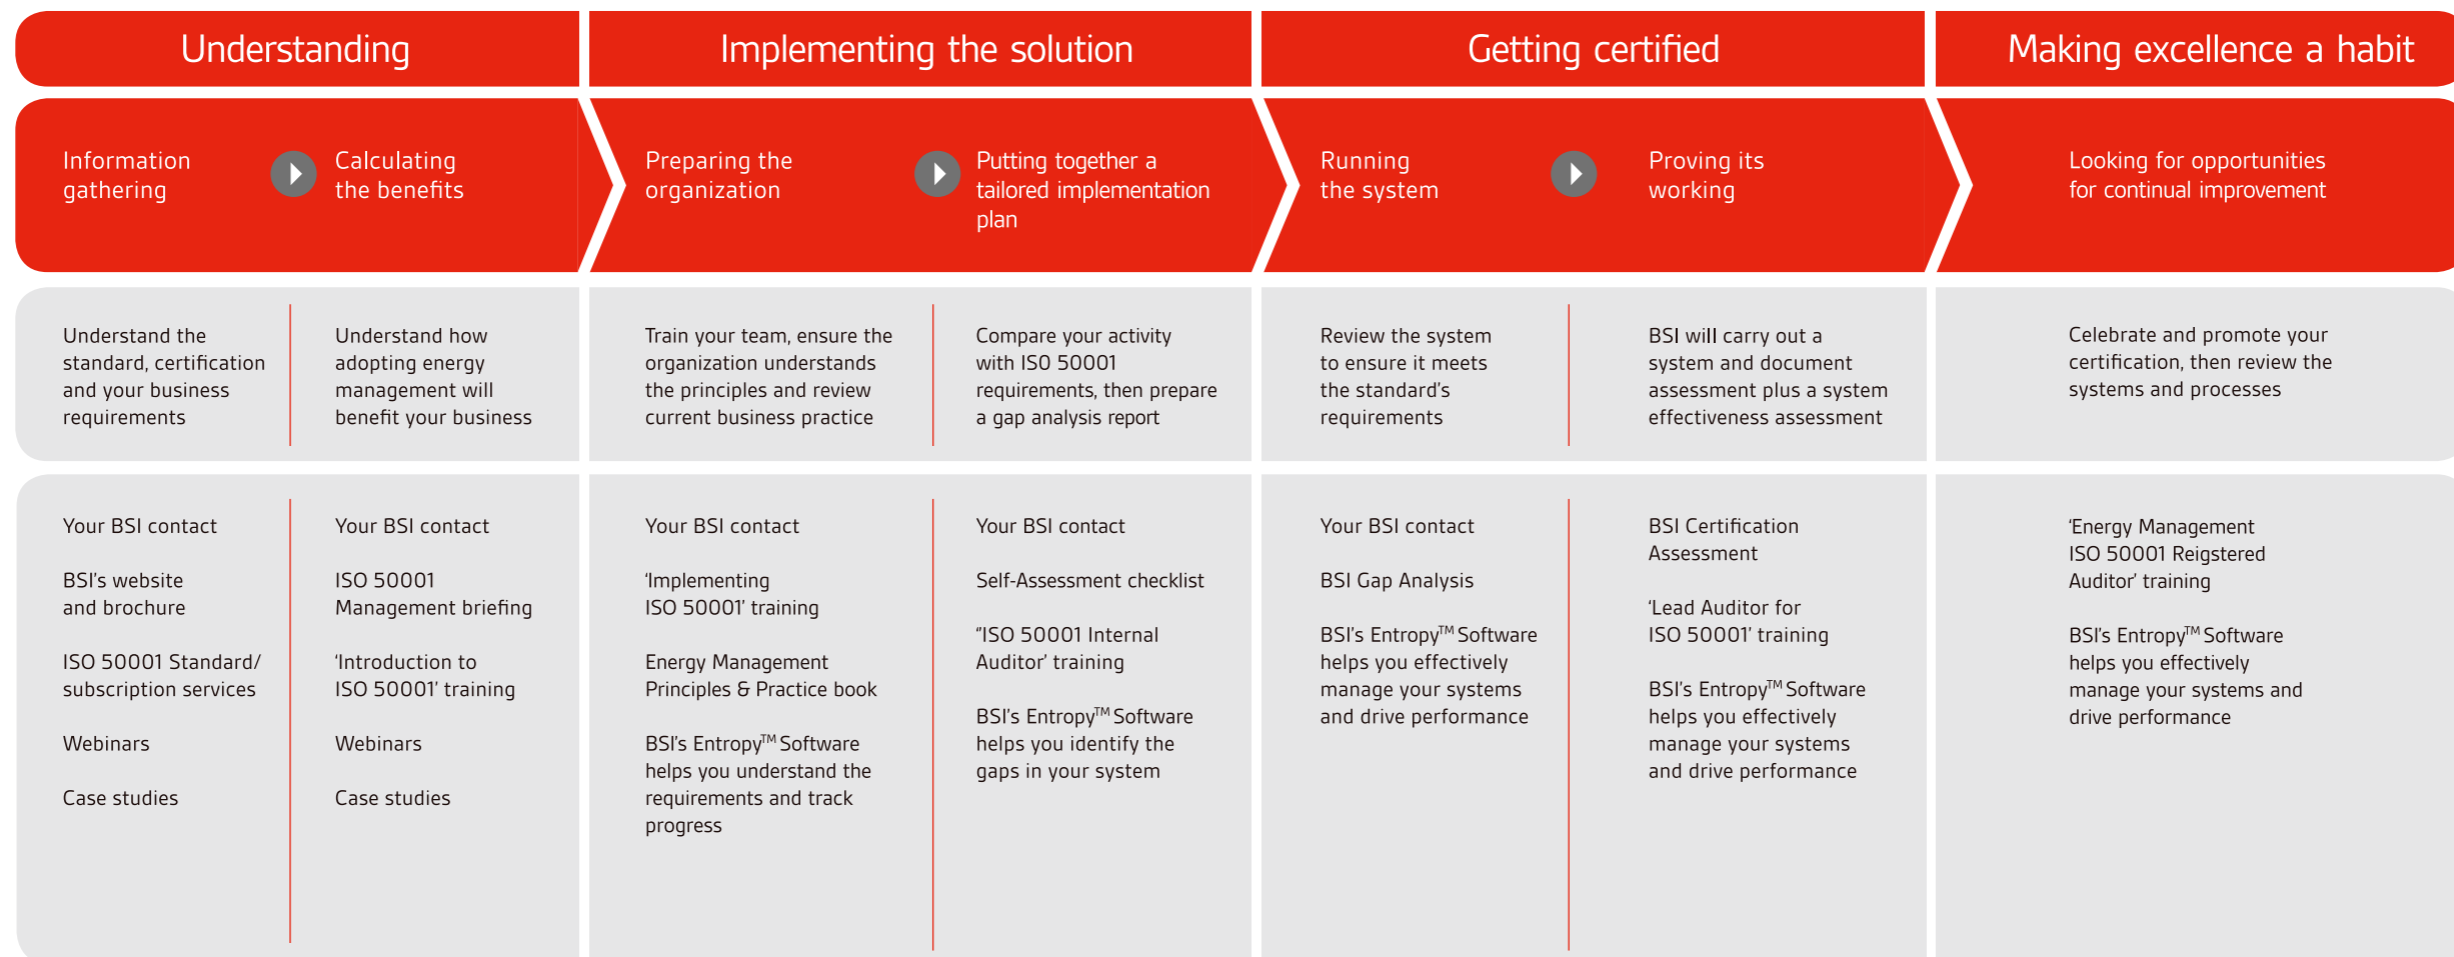 Understanding
Implementing the solution
Getting certified
Making excellence a habit
Information
gathering
Calculating
the benefits
Preparing the
organization
Putting together a
tailored implementation
plan
Running
the system
Proving its
working
Looking for opportunities
for continual improvement
Understand the
standard, certification
and your business
requirements
Understand how
adopting energy
management will
benefit your business
Train your team, ensure the
organization understands
the principles and review
current business practice
Compare your activity
with ISO 50001
requirements, then prepare
a gap analysis report
Review the system
to ensure it meets
the standard's
requirements
BSI will carry out a
system and document
assessment plus a system
effectiveness assessment
Celebrate and promote your
certification, then review the
systems and processes
Your BSI contact
BSI's website
and brochure
ISO 50001 Standard/
subscription services
Webinars
Case studies
Your BSI contact
ISO 50001
Management briefing
‘Introduction to
ISO 50001’ training
Webinars
Case studies
Your BSI contact
‘Implementing
ISO 50001’ training
Energy Management
Principles & Practice book
BSI's Entropy™ Software
helps you understand the
requirements and track
progress
Your BSI contact
Self-Assessment checklist
‘'ISO 50001 Internal
Auditor’ training
BSI's Entropy™ Software
helps you identify the
gaps in your system
Your BSI contact
BSI Gap Analysis
BSI's Entropy™ Software
helps you effectively
manage your systems
and drive performance
BSI Certification
Assessment
‘Lead Auditor for
ISO 50001’ training
BSI's Entropy™ Software
helps you effectively
manage your systems
and drive performance
‘Energy Management
ISO 50001 Reigstered
Auditor’ training
BSI's Entropy™ Software
helps you effectively
manage your systems and
drive performance